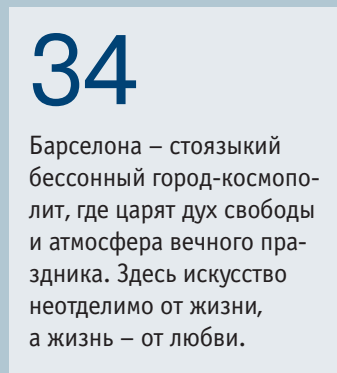 34
Барселона – стоязыкий
бессонный город-космопо-
лит, где царят дух свободы
и атмосфера вечного пра-
здника. Здесь искусство
неотделимо от жизни,
а жизнь – от любви.